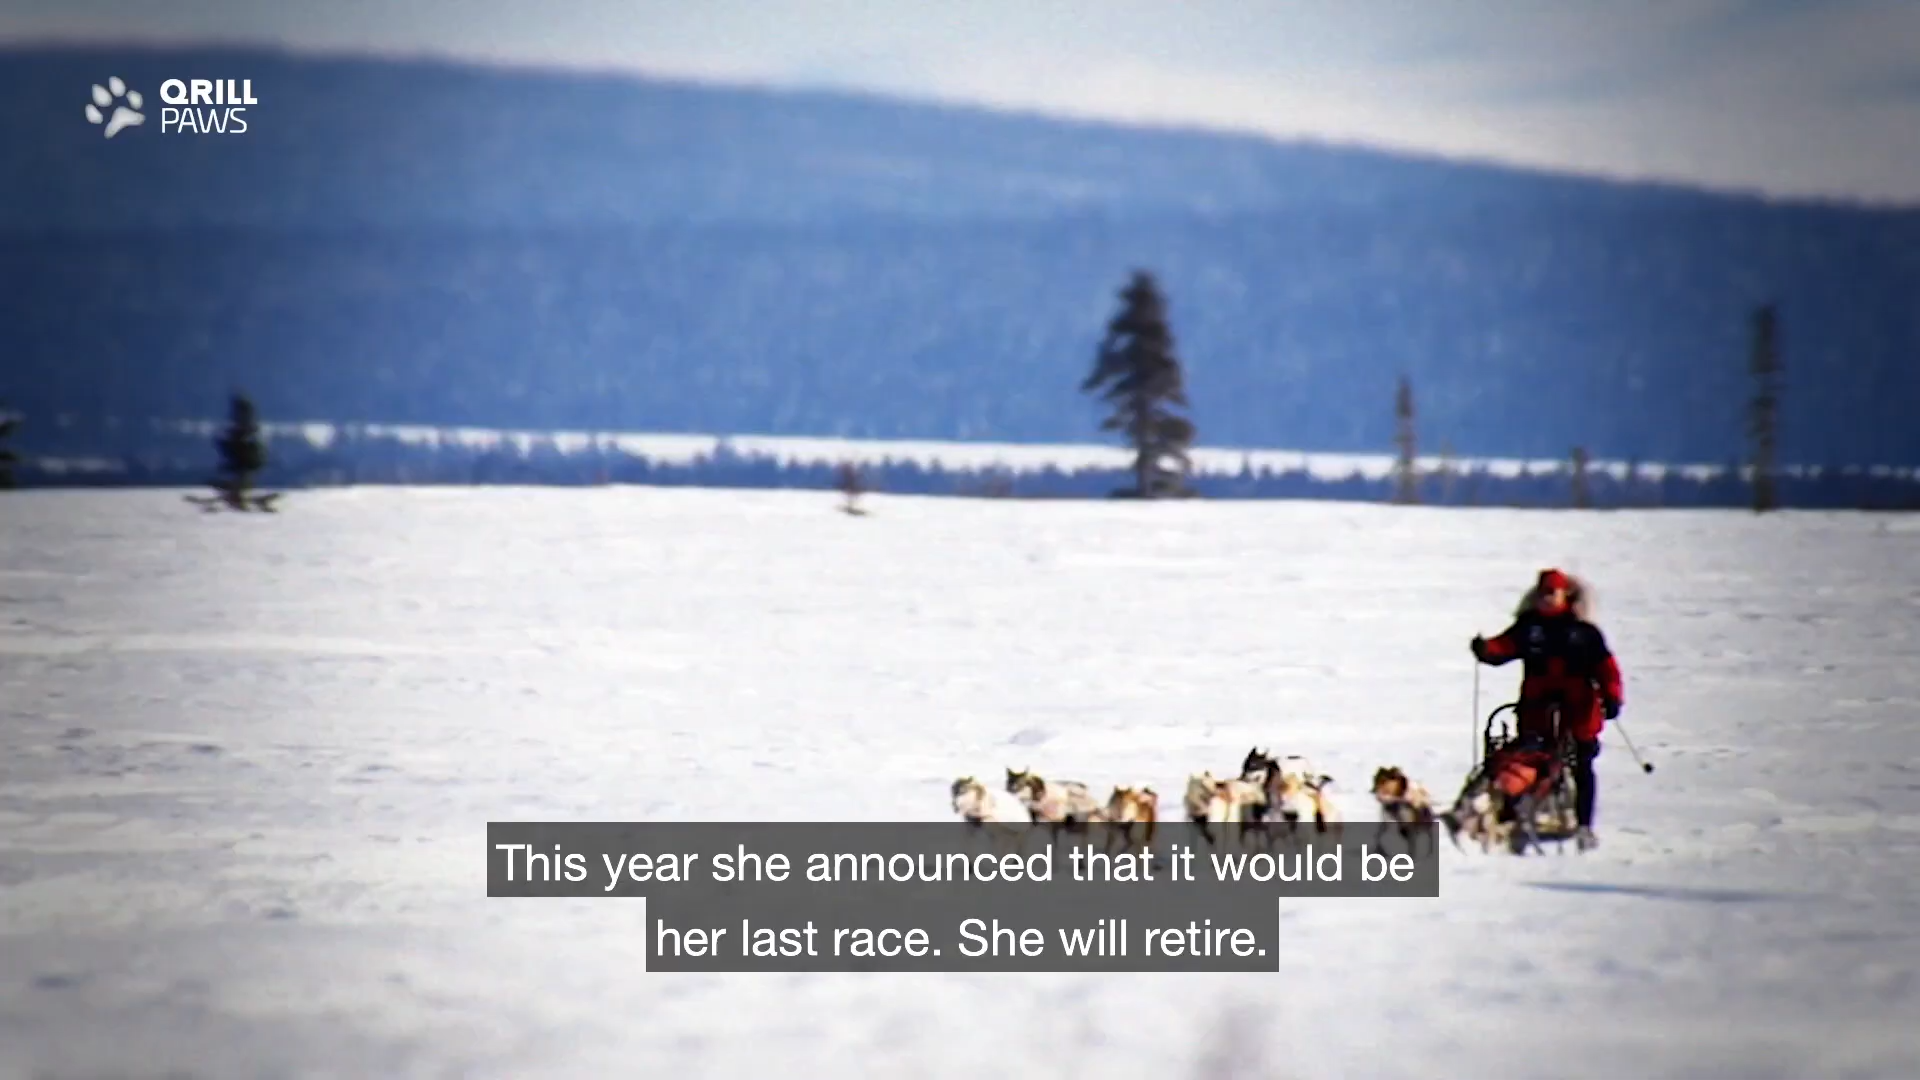 QRILL
PAWS
This year she announced that it would be
her last race. She will retire.